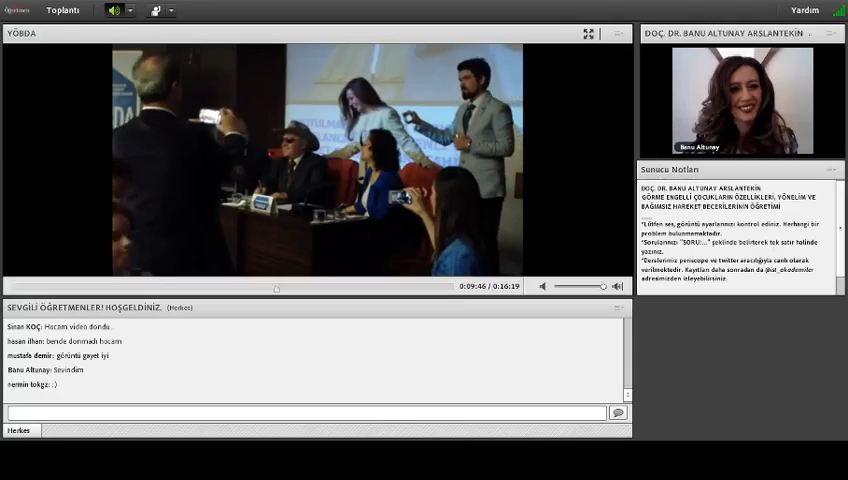 öğretmen Toplantı Yardım
YÖBDA
DOÇ. DR. BANU ALTUNAY ARSLANTEKİN ..
Banu Altunay
0:09:46 / 0:16:19
Sunucu Notları
DOÇ. DR. BANU ALTUNAY ARSLANTEKİN
GÖRME ENGELLİ ÇOCUKLARIN ÖZELLİKLERİ, YÖNELİM VE
BAĞIMSIZ HAREKET BECERİLERİNİN ÖĞRETİMİ
*Lütfen ses, görüntü ayarlarınızı kontrol ediniz. Herhangi bir
problem bulunmamaktadır.
*Sorularınızı "SORU:..." şeklinde belirterek tek satır halinde
yazınız.
*Derslerimiz periscope ve twitter aracılığıyla canlı olarak
verilmektedir. Kayıtları daha sonradan da @ist_akademiler
adresimizden izleyebilirsiniz.
SEVGİLİ ÖĞRETMENLER! HOŞGELDİNİZ. (Herkes)
Sinan KOÇ: Hocam video dondu..
hasan ilhan: bende donmadı hocam
mustafa demir: görüntü gayet iyi
Banu Altunay: Sevindim
nermin tokgz: :)
Herkes